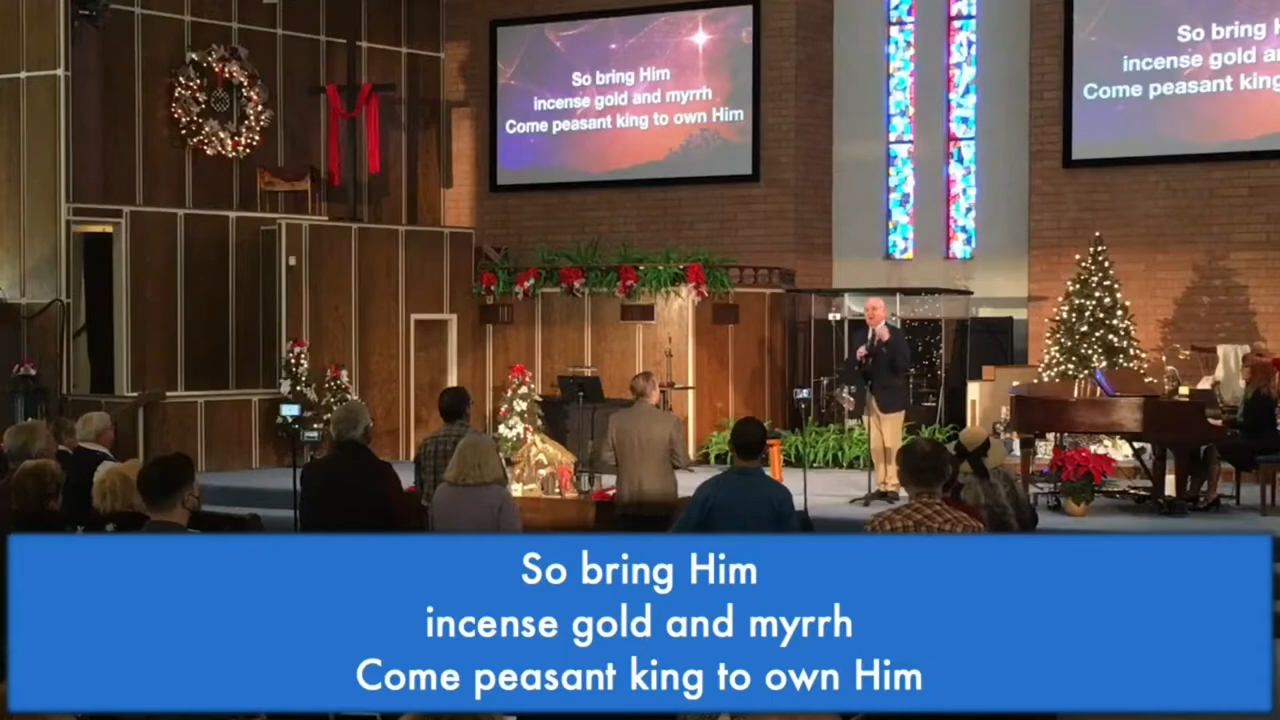 So bring Him
incense gold and myrrh
Come peasant king to own Him
So bring H
incense gold a
Come peasant king
So bring Him
incense gold and myrrh
Come peasant king to own Him